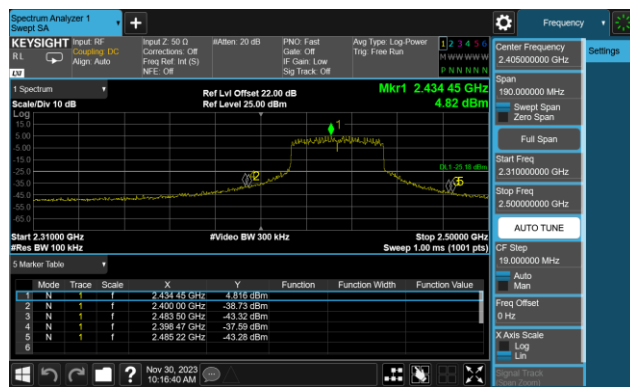 Spectrum Analyzer 1
Swept SA
Frequency
KEYSIGHT
Input: RF
Input Z: 50 Ω
#Atten: 20 dB
PNO: Fast
Avg Type: Log-Power
1 2 3 4 5 6
RL
Coupling: DC
Corrections: Off
Gate: Off
Trig: Free Run
M W W W W W
Align: Auto
Freq Ref: Int (S)
IF Gain: Low
P N N N N N
LXI
NFE: Off
Sig Track: Off
Center Frequency
2.405000000 GHz
Settings
1 Spectrum
Ref Lvl Offset 22.00 dB
Mkr1 2.434 45 GHz
Scale/Div 10 dB
Ref Level 25.00 dBm
4.82 dBm
Span
190.000000 MHz
Swept Span
Zero Span
Full Span
Log
15.0
5.00
-5.00
-15.0
-25.0
-35.0
-45.0
-55.0
-65.0
1
2
5
Start Freq
2.310000000 GHz
Stop Freq
2.500000000 GHz
AUTO TUNE
Start 2.31000 GHz
#Video BW 300 kHz
Stop 2.50000 GHz
#Res BW 100 kHz
Sweep 1.00 ms (1001 pts)
CF Step
19.000000 MHz
Auto
Man
5 Marker Table
Mode Trace Scale X Y Function Function Width Function Value
1 N 1 f 2.434 45 GHz 4.816 dBm
2 N 1 f 2.400 00 GHz -38.73 dBm
3 N 1 f 2.483 50 GHz -43.32 dBm
4 N 1 f 2.398 47 GHz -37.59 dBm
5 N 1 f 2.485 22 GHz -43.28 dBm
6
Freq Offset
0 Hz
X Axis Scale
Log
Lin
Signal Track
? Nov 30, 2023
10:16:40 AM